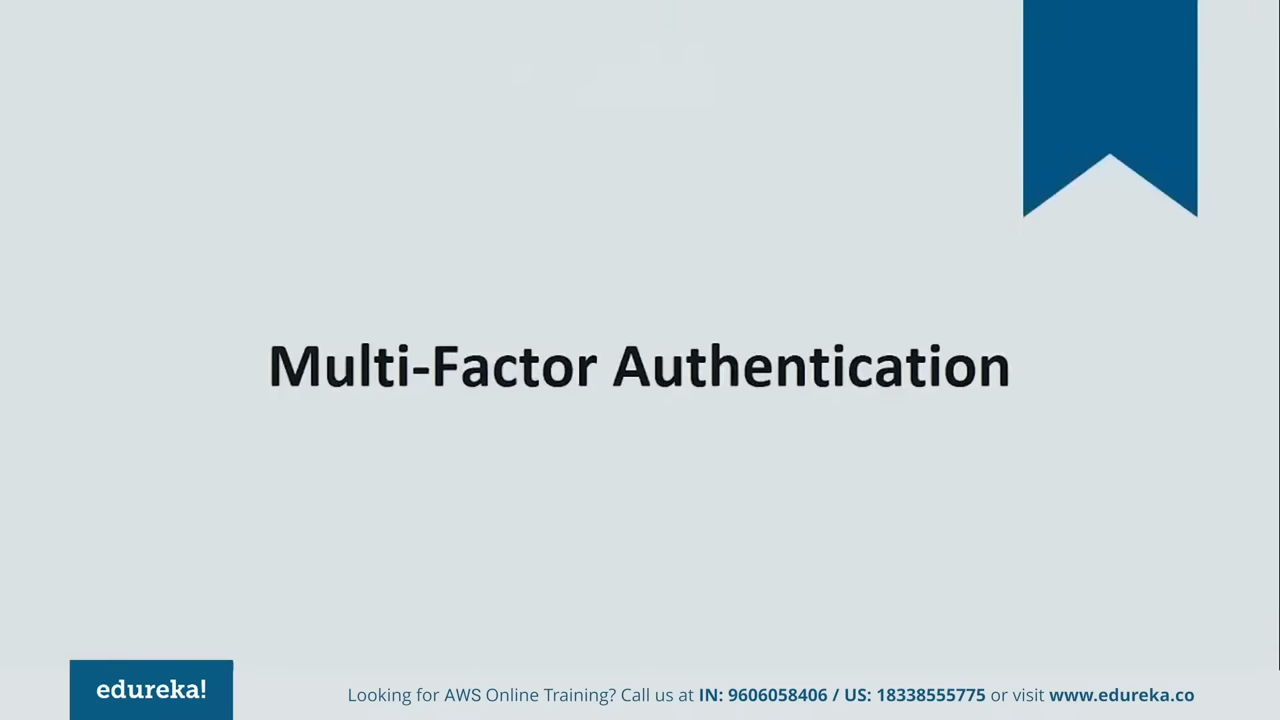 Multi-Factor Authentication
edureka!
Looking for AWS Online Training? Call us at IN: 9606058406 / US: 18338555775 or visit www.edureka.co